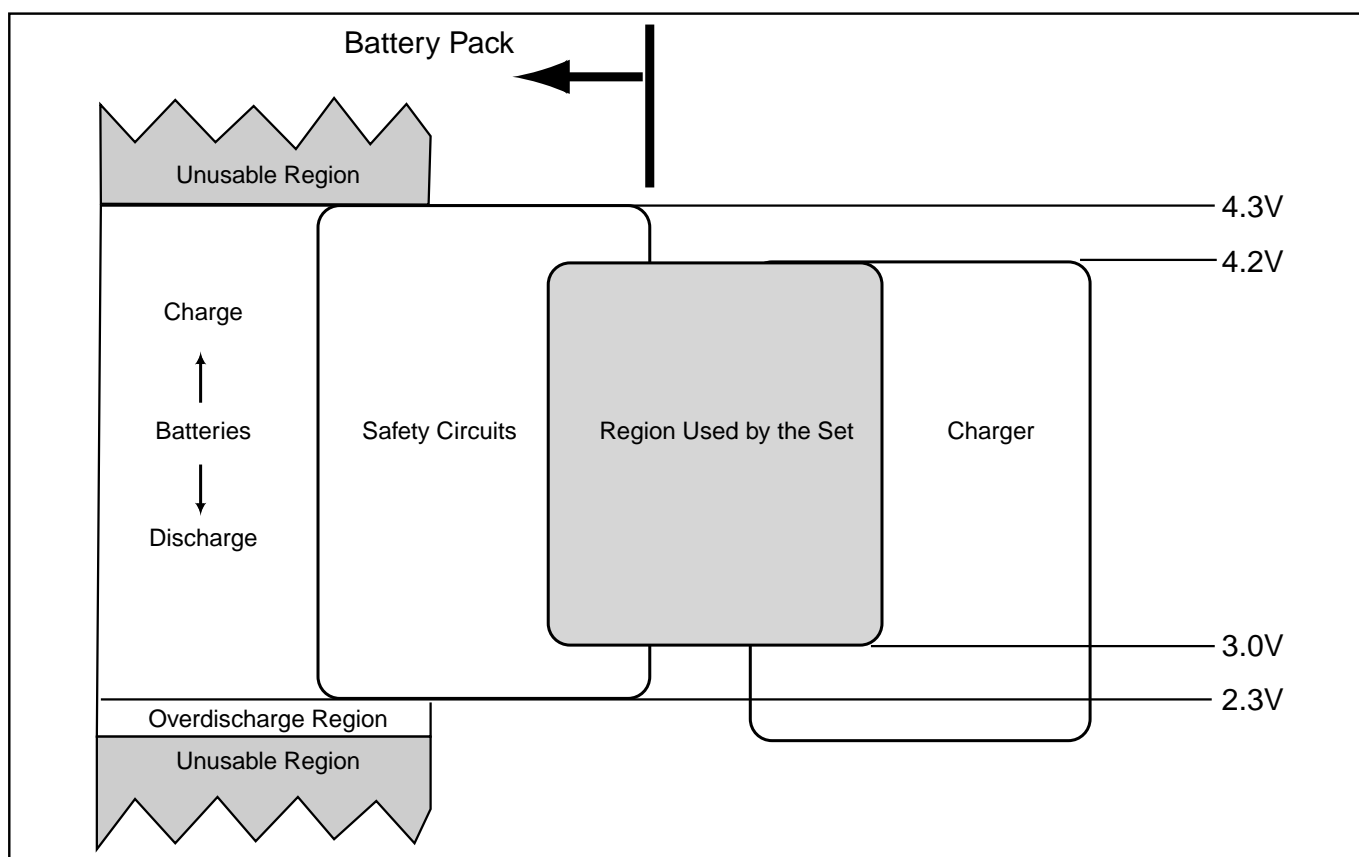 Battery Pack
Unusable Region
4.3V
4.2V
Charge
Batteries
Safety Circuits
Region Used by the Set
Charger
Discharge
3.0V
2.3V
Overdischarge Region
Unusable Region